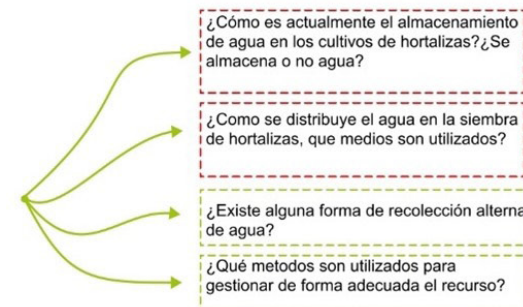 ¿Cómo es actualmente el almacenamiento
de agua en los cultivos de hortalizas?¿Se
almacena o no agua?
¿Como se distribuye el agua en la siembra
de hortalizas, que medios son utilizados?
¿Existe alguna forma de recolección alterna
de agua?
¿Qué metodos son utilizados para
gestionar de forma adecuada el recurso?